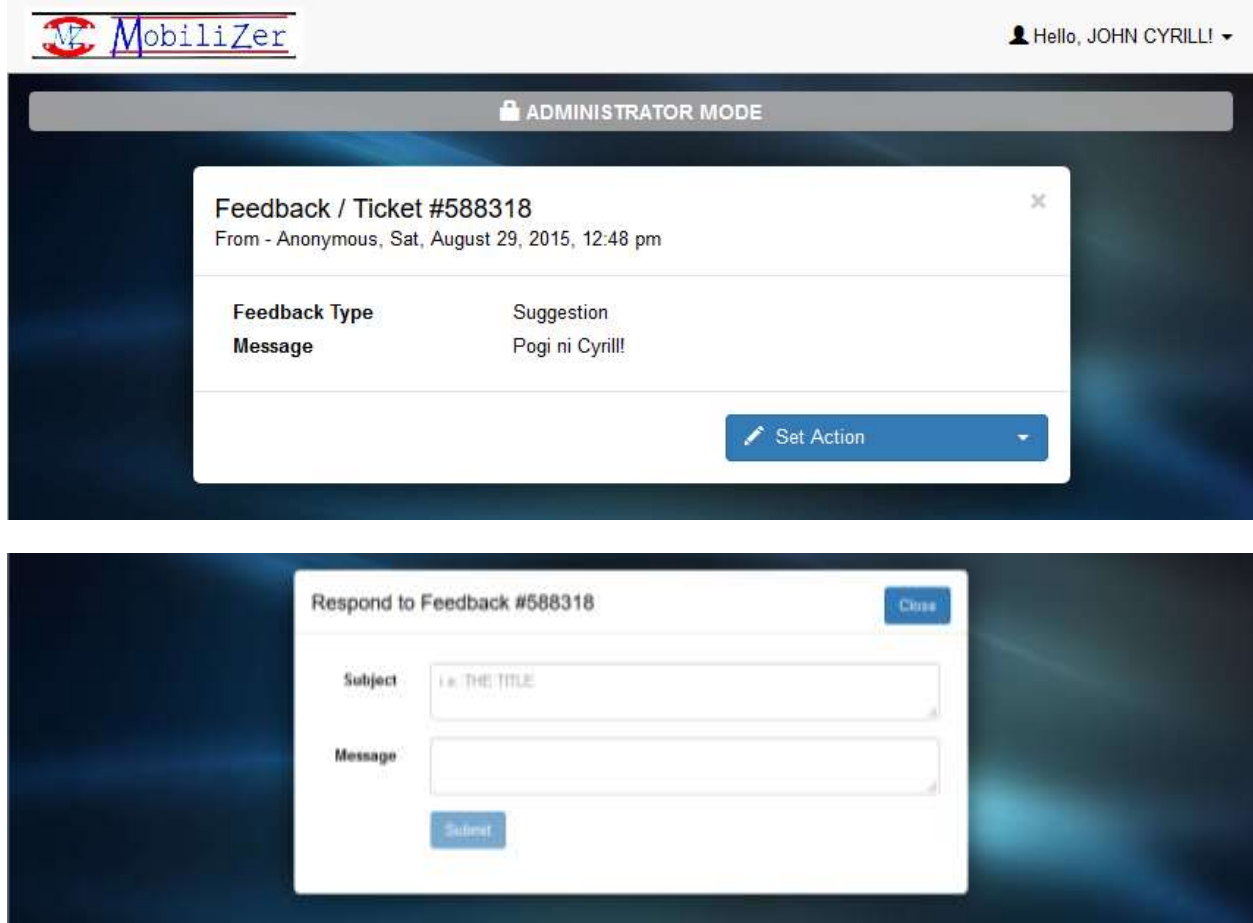 MZ MobiliZer
Hello, JOHN CYRILL!
ADMINISTRATOR MODE
Feedback / Ticket #588318
From - Anonymous, Sat, August 29, 2015, 12:48 pm
Feedback Type Suggestion
Message Pogi ni Cyrill!
Set Action
Respond to Feedback #588318
Close
Subject i.e. THE TITLE
Message
Submit